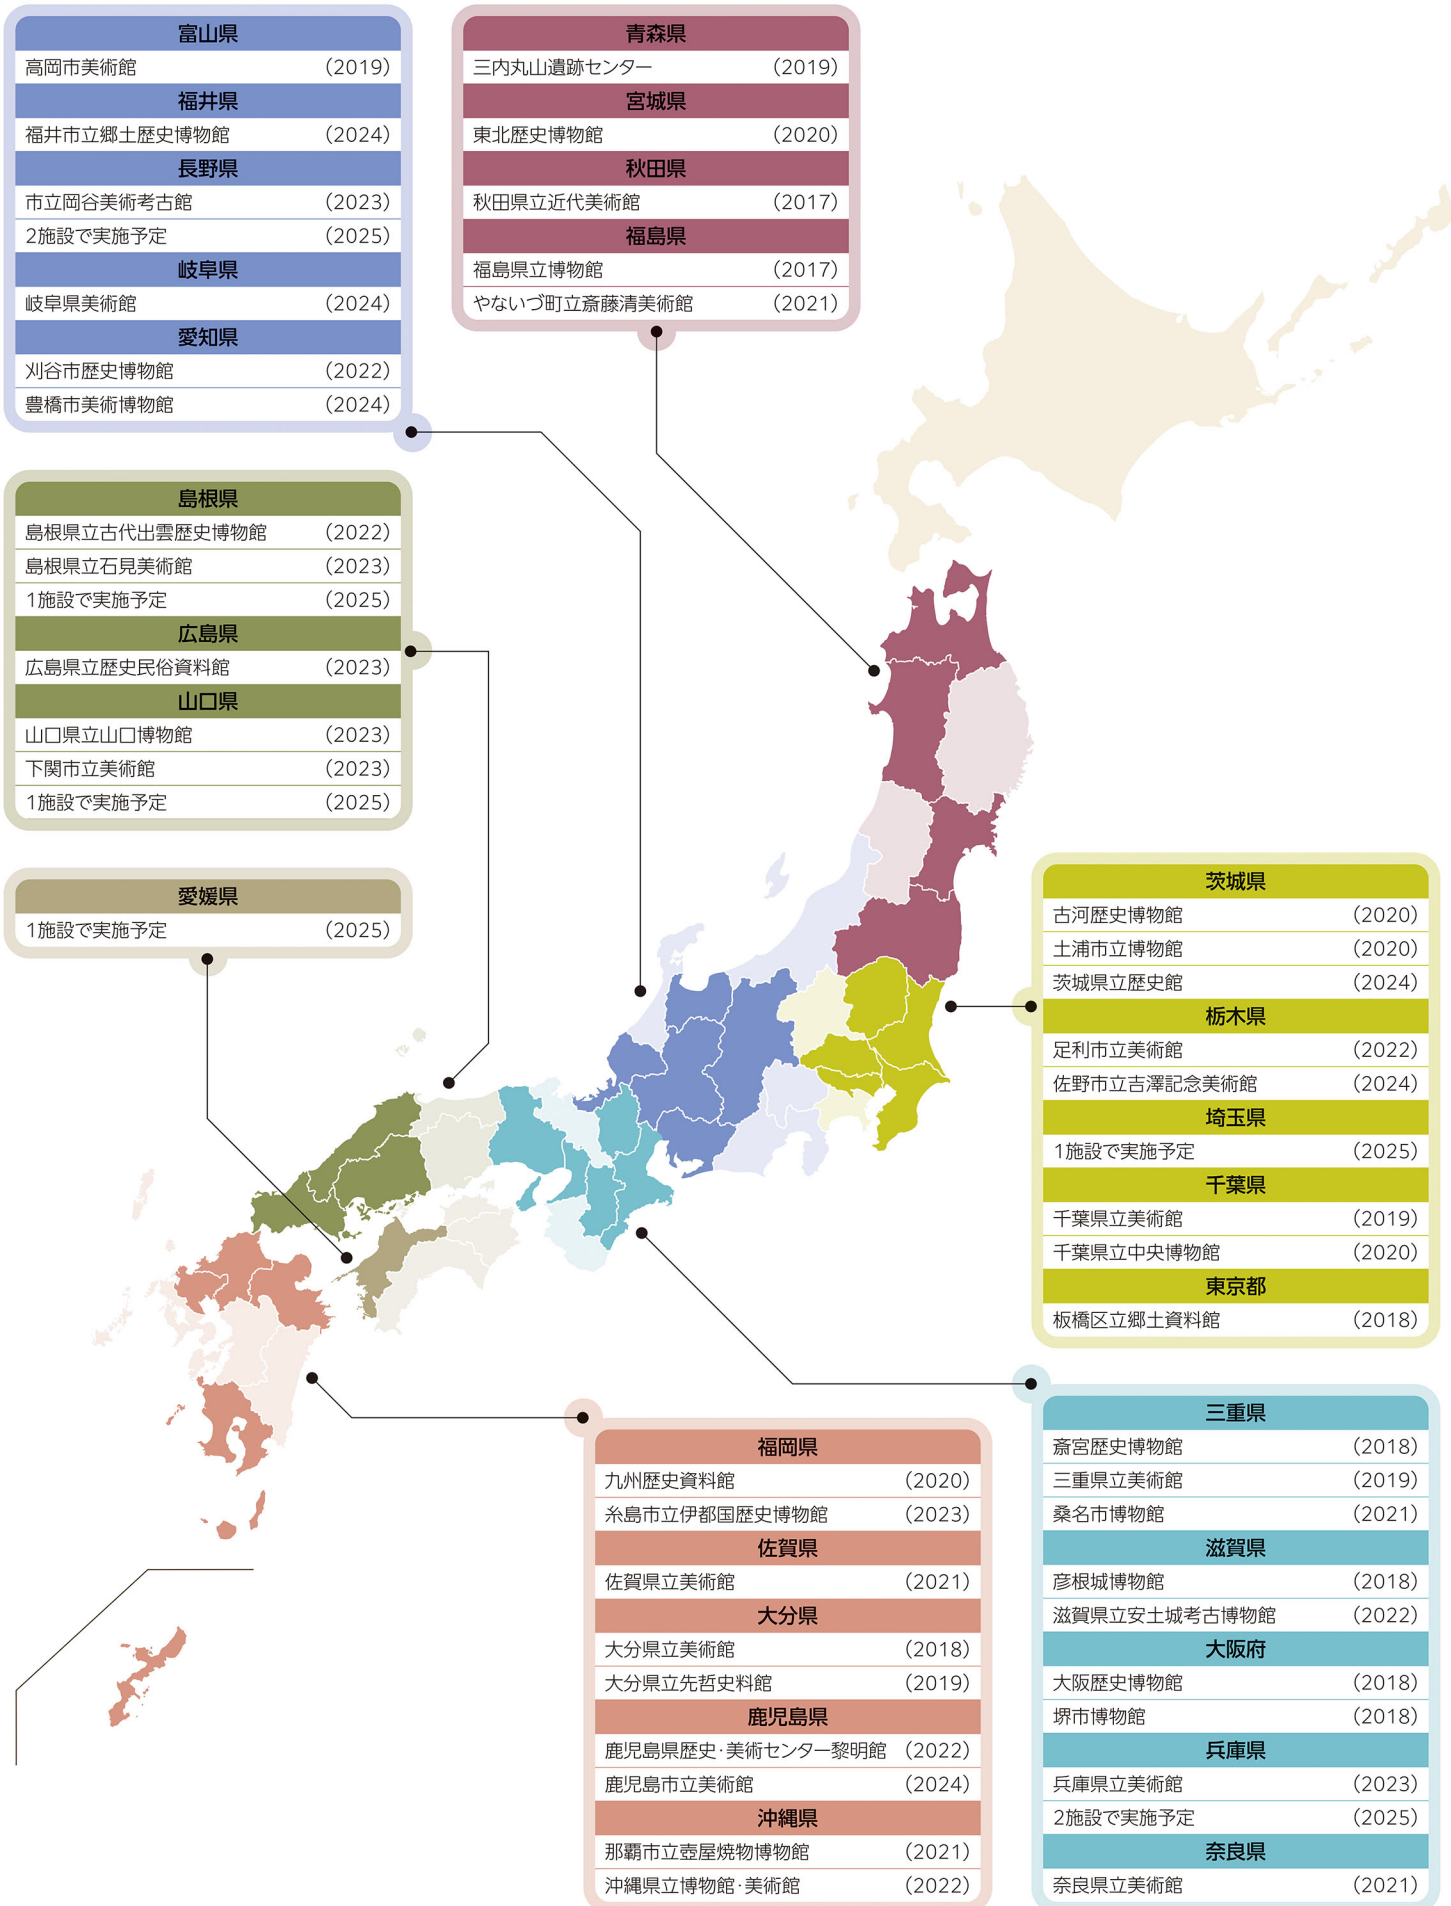 富山県
高岡市美術館 （2019）
福井県
福井市立郷土歴史博物館 （2024）
長野県
市立岡谷美術考古館 （2023）
2施設で実施予定 （2025）
岐阜県
岐阜県美術館 （2024）
愛知県
刈谷市歴史博物館 （2022）
豊橋市美術博物館 （2024）
青森県
三内丸山遺跡センター （2019）
宮城県
東北歴史博物館 （2020）
秋田県
秋田県立近代美術館 （2017）
福島県
福島県立博物館 （2017）
やないづ町立斎藤清美術館 （2021）
島根県
島根県立古代出雲歴史博物館 （2022）
島根県立石見美術館 （2023）
1施設で実施予定 （2025）
広島県
広島県立歴史民俗資料館 （2023）
山口県
山口県立山口博物館 （2023）
下関市立美術館 （2023）
1施設で実施予定 （2025）
愛媛県
1施設で実施予定 （2025）
茨城県
古河歴史博物館 （2020）
土浦市立博物館 （2020）
茨城県立歴史館 （2024）
栃木県
足利市立美術館 （2022）
佐野市立吉澤記念美術館 （2024）
埼玉県
1施設で実施予定 （2025）
千葉県
千葉県立美術館 （2019）
千葉県立中央博物館 （2020）
東京都
板橋区立郷土資料館 （2018）
福岡県
九州歴史資料館 （2020）
糸島市立伊都国歴史博物館 （2023）
佐賀県
佐賀県立美術館 （2021）
大分県
大分県立美術館 （2018）
大分県立先哲史料館 （2019）
鹿児島県
鹿児島県歴史・美術センター黎明館 （2022）
鹿児島市立美術館 （2024）
沖縄県
那覇市立壺屋焼物博物館 （2021）
沖縄県立博物館・美術館 （2022）
三重県
斎宮歴史博物館 （2018）
三重県立美術館 （2019）
桑名市博物館 （2021）
滋賀県
彦根城博物館 （2018）
滋賀県立安土城考古博物館 （2022）
大阪府
大阪歴史博物館 （2018）
堺市博物館 （2018）
兵庫県
兵庫県立美術館 （2023）
2施設で実施予定 （2025）
奈良県
奈良県立美術館 （2021）